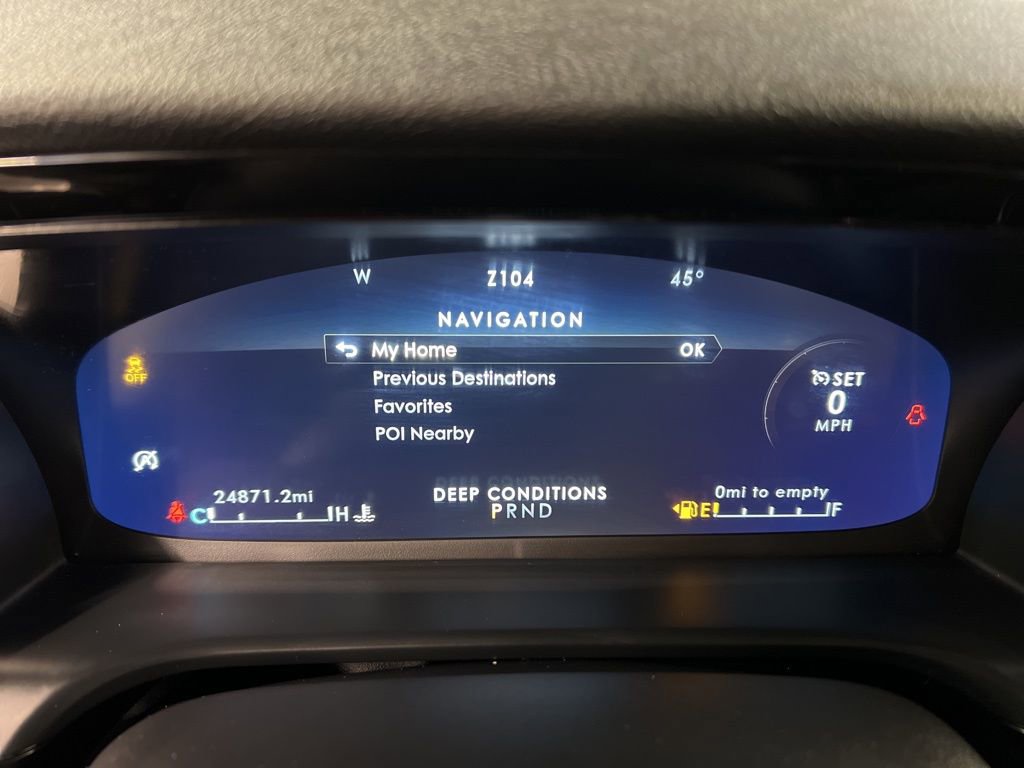 W Z104 45°
NAVIGATION
My Home OK
Previous Destinations
Favorites
POI Nearby
OFF
SET
0
MPH
24871.2mi
C H
DEEP CONDITIONS
PRND
0mi to empty
E F